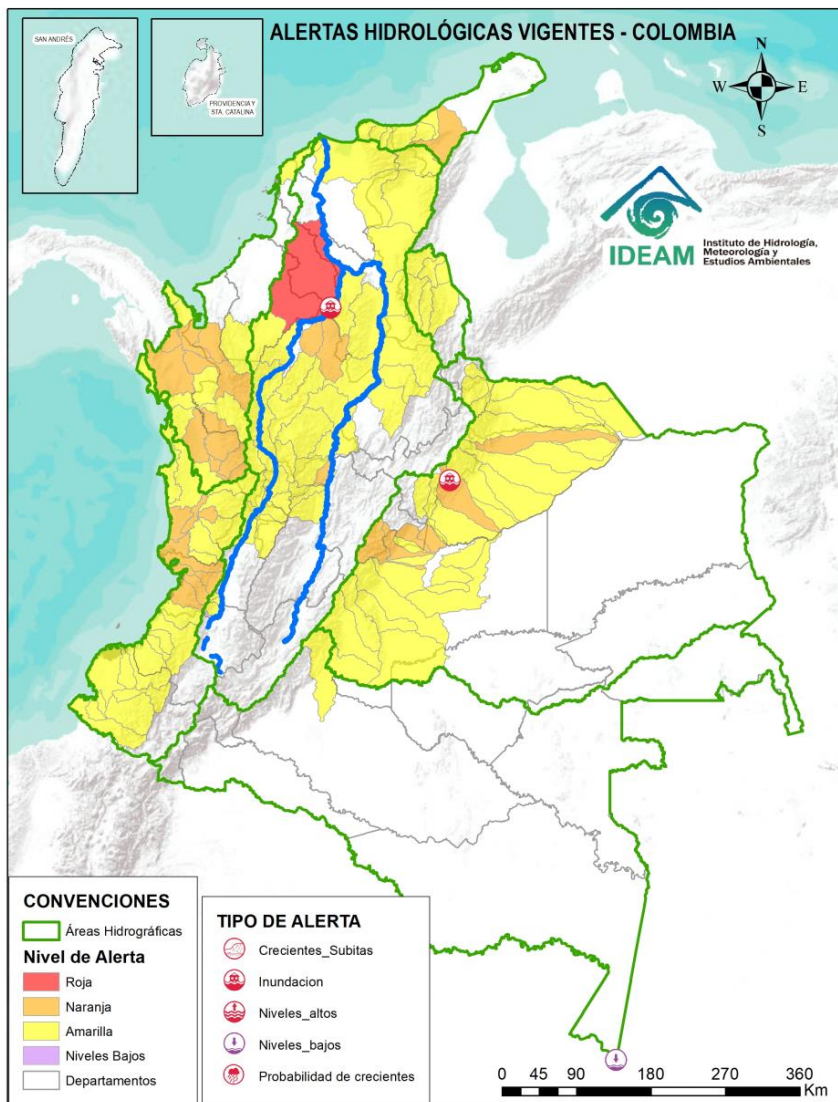 ALERTAS HIDROLÓGICAS VIGENTES - COLOMBIA
SAN ANDRÉS
PROVIDENCIA Y
STA. CATALINA
N
W
E
S
IDEAM
Instituto de Hidrología,
Meteorología y
Estudios Ambientales
CONVENCIONES
Áreas Hidrográficas
Nivel de Alerta
Roja
Naranja
Amarilla
Niveles Bajos
Departamentos
TIPO DE ALERTA
Crecientes_Subitas
Inundacion
Niveles_altos
Niveles_bajos
Probabilidad de crecientes
0 45 90 180 270 360
Km